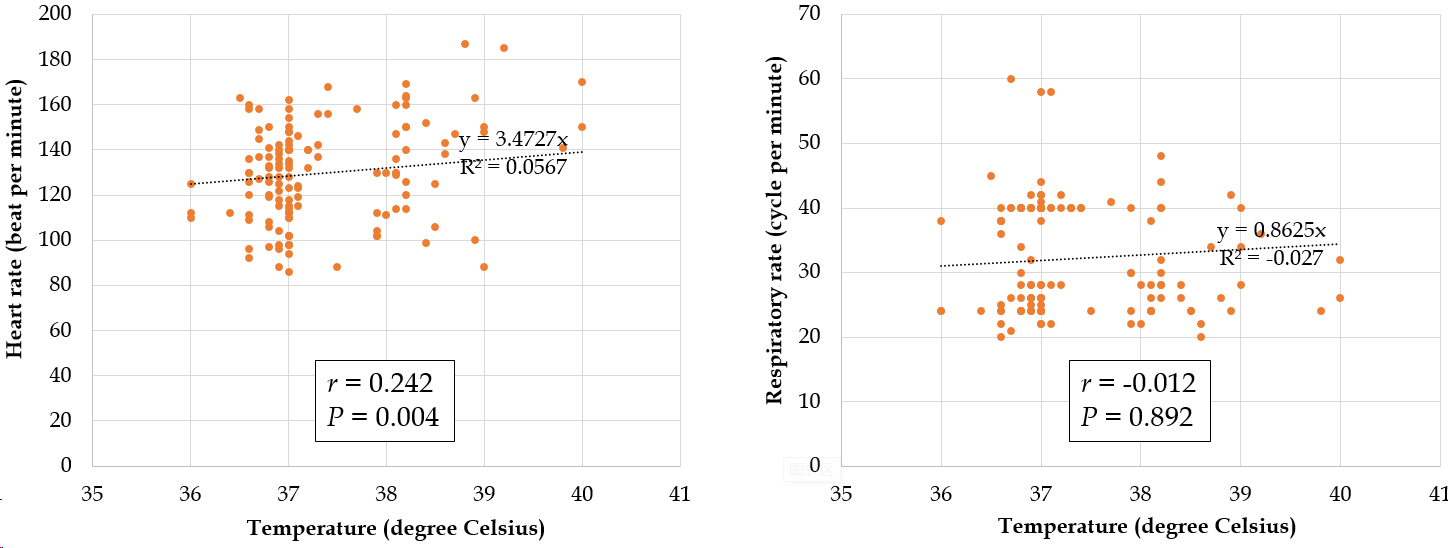 200
180
160
140
120
100
80
60
40
20
0
Heart rate (beat per minute)
y = 3.4727x
R² = 0.0567
r = 0.242
P = 0.004
35 36 37 38 39 40 41
Temperature (degree Celsius)
70
60
50
40
30
20
10
0
Respiratory rate (cycle per minute)
y = 0.8625x
R² = -0.027
r = -0.012
P = 0.892
35 36 37 38 39 40 41
Temperature (degree Celsius)